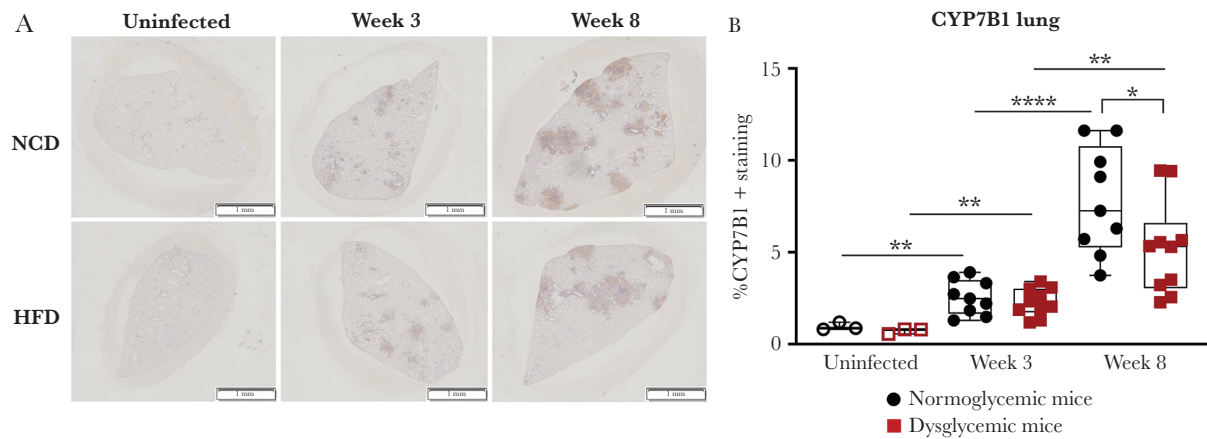 A
Uninfected
Week 3
Week 8
NCD
1 mm
1 mm
1 mm
HFD
1 mm
1 mm
1 mm
B
CYP7B1 lung
%CYP7B1 + staining
15
10
5
0
**
**
****
**
*
Uninfected
Week 3
Week 8
Normoglycemic mice
Dysglycemic mice